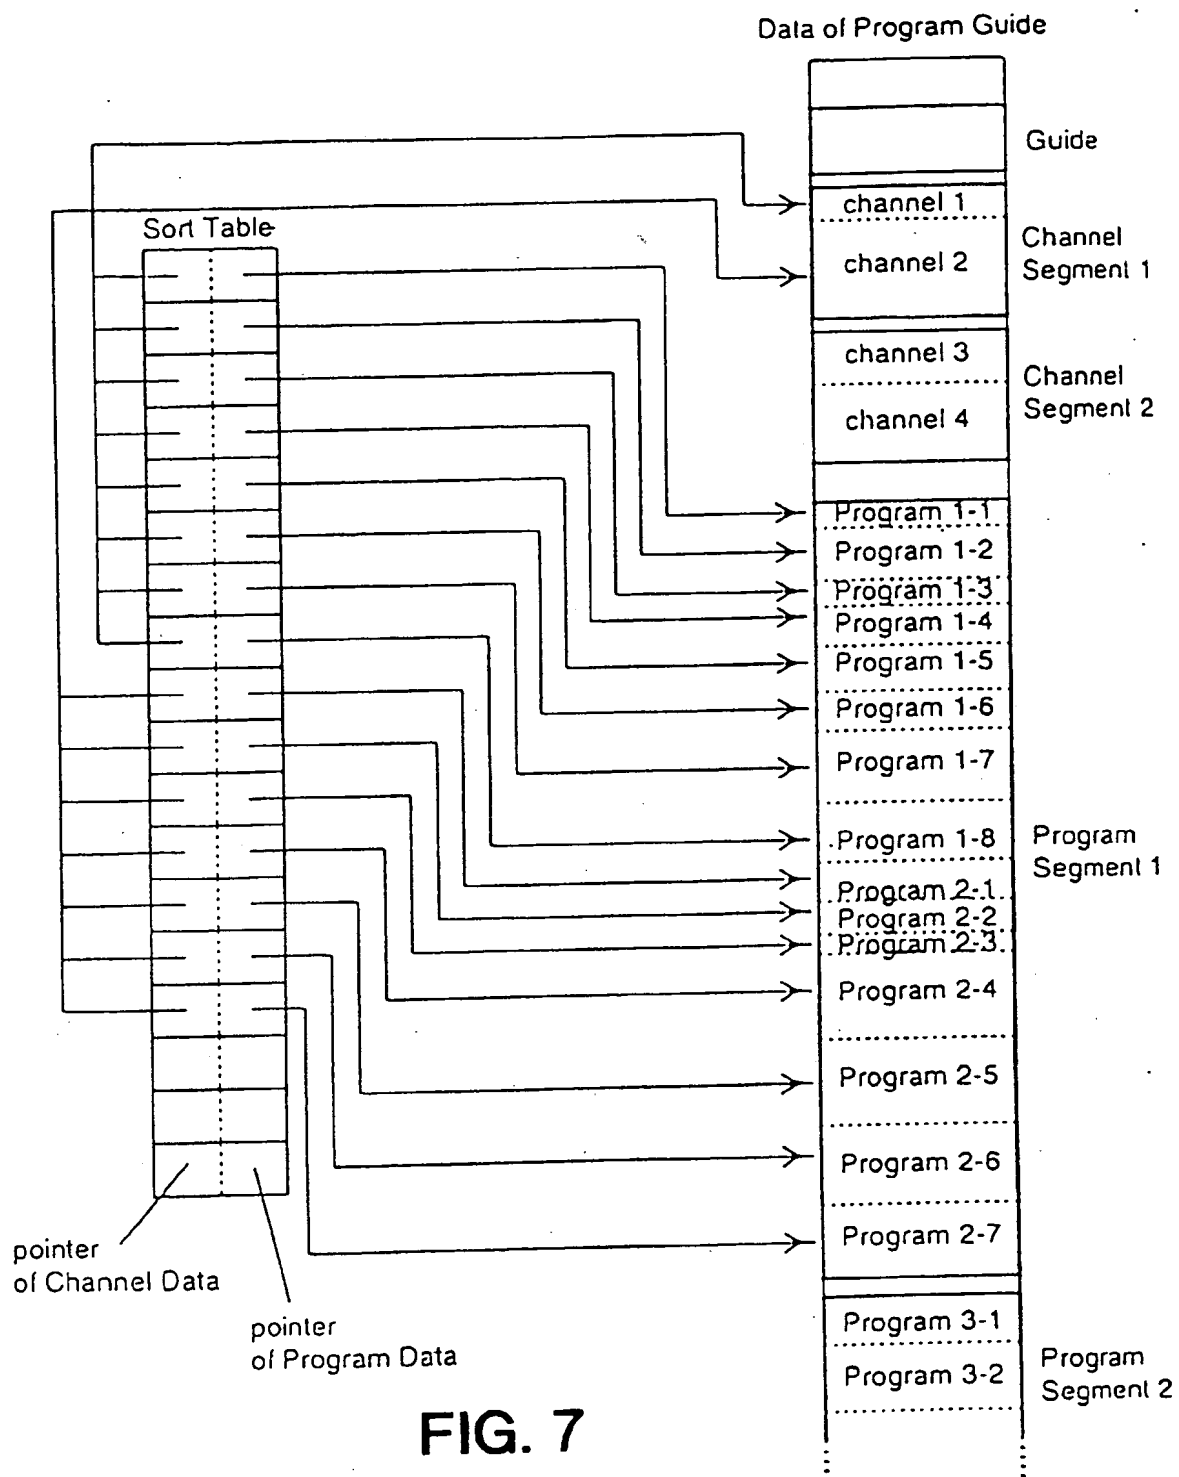 Data of Program Guide
Guide
channel 1
channel 2
Channel
Segment 1
channel 3
channel 4
Channel
Segment 2
Sort Table
Program 1-1
Program 1-2
Program 1-3
Program 1-4
Program 1-5
Program 1-6
Program 1-7
Program 1-8
Program 2-1
Program 2-2
Program 2-3
Program 2-4
Program 2-5
Program 2-6
Program 2-7
Program
Segment 1
Program 3-1
Program 3-2
Program
Segment 2
pointer
of Channel Data
pointer
of Program Data
FIG. 7